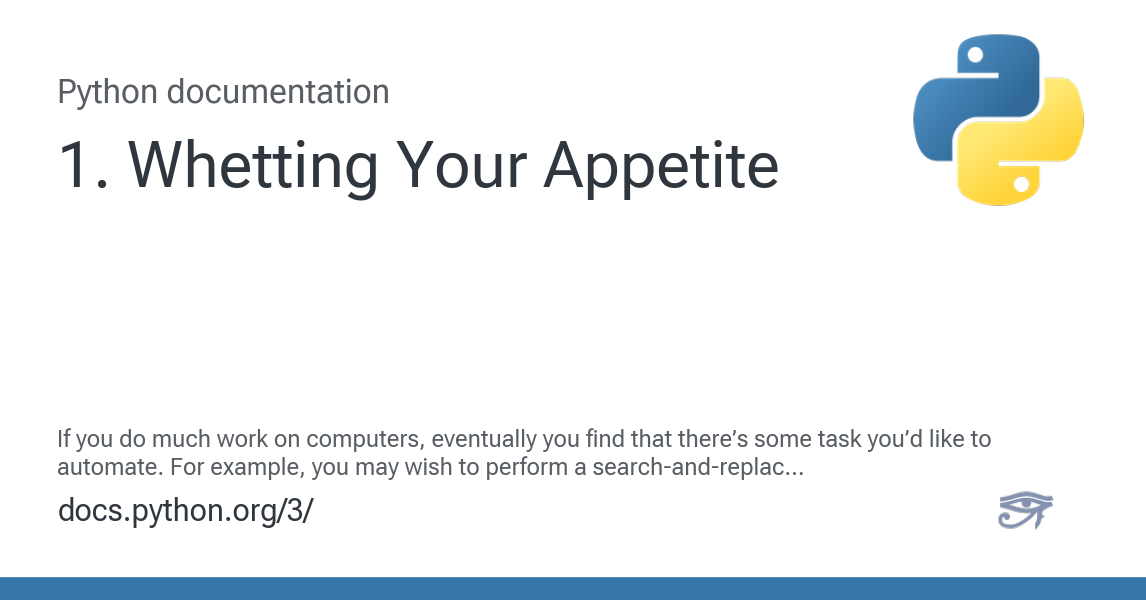 Python documentation
1. Whetting Your Appetite
If you do much work on computers, eventually you find that there’s some task you’d like to
automate. For example, you may wish to perform a search-and-replac...
docs.python.org/3/